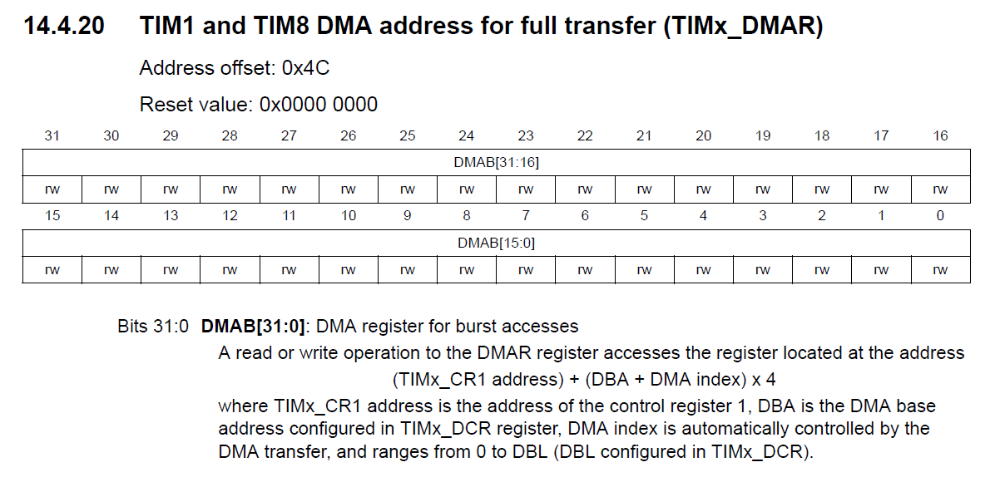 14.4.20 TIM1 and TIM8 DMA address for full transfer (TIMx_DMAR)
Address offset: 0x4C
Reset value: 0x0000 0000
31 30 29 28 27 26 25 24 23 22 21 20 19 18 17 16
DMAB[31:16]
rw rw rw rw rw rw rw rw rw rw rw rw rw rw rw rw
15 14 13 12 11 10 9 8 7 6 5 4 3 2 1 0
DMAB[15:0]
rw rw rw rw rw rw rw rw rw rw rw rw rw rw rw rw
Bits 31:0 DMAB[31:0]: DMA register for burst accesses
A read or write operation to the DMAR register accesses the register located at the address
(TIMx_CR1 address) + (DBA + DMA index) x 4
where TIMx_CR1 address is the address of the control register 1, DBA is the DMA base
address configured in TIMx_DCR register, DMA index is automatically controlled by the
DMA transfer, and ranges from 0 to DBL (DBL configured in TIMx_DCR).